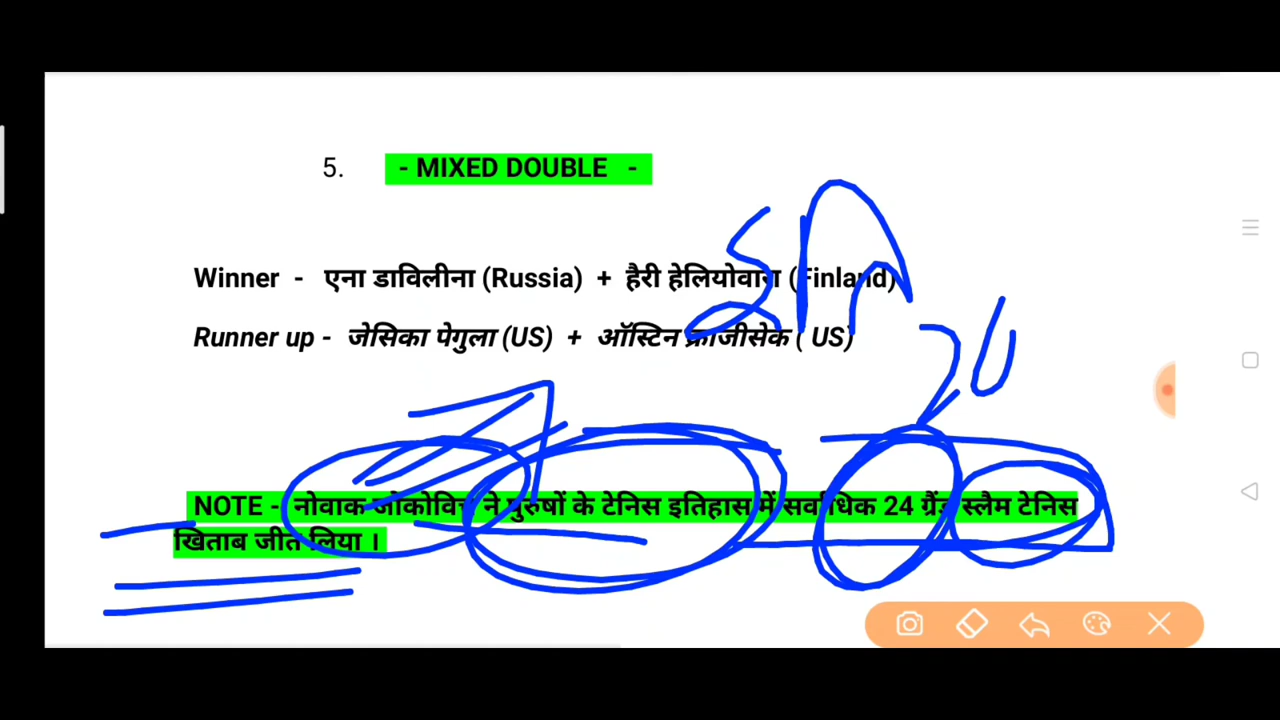 5. - MIXED DOUBLE -
Winner - एना डाविलीना (Russia) + हैरी हेलियोवारा (Finland)
Runner up - जेसिका पेगुला (US) + ऑस्टिन क्राजीसेक ( US)
NOTE - नोवाक जोकोविच ने पुरुषों के टेनिस इतिहास में सर्वाधिक 24 ग्रैंड स्लैम टेनिस
खिताब जीत लिया ।